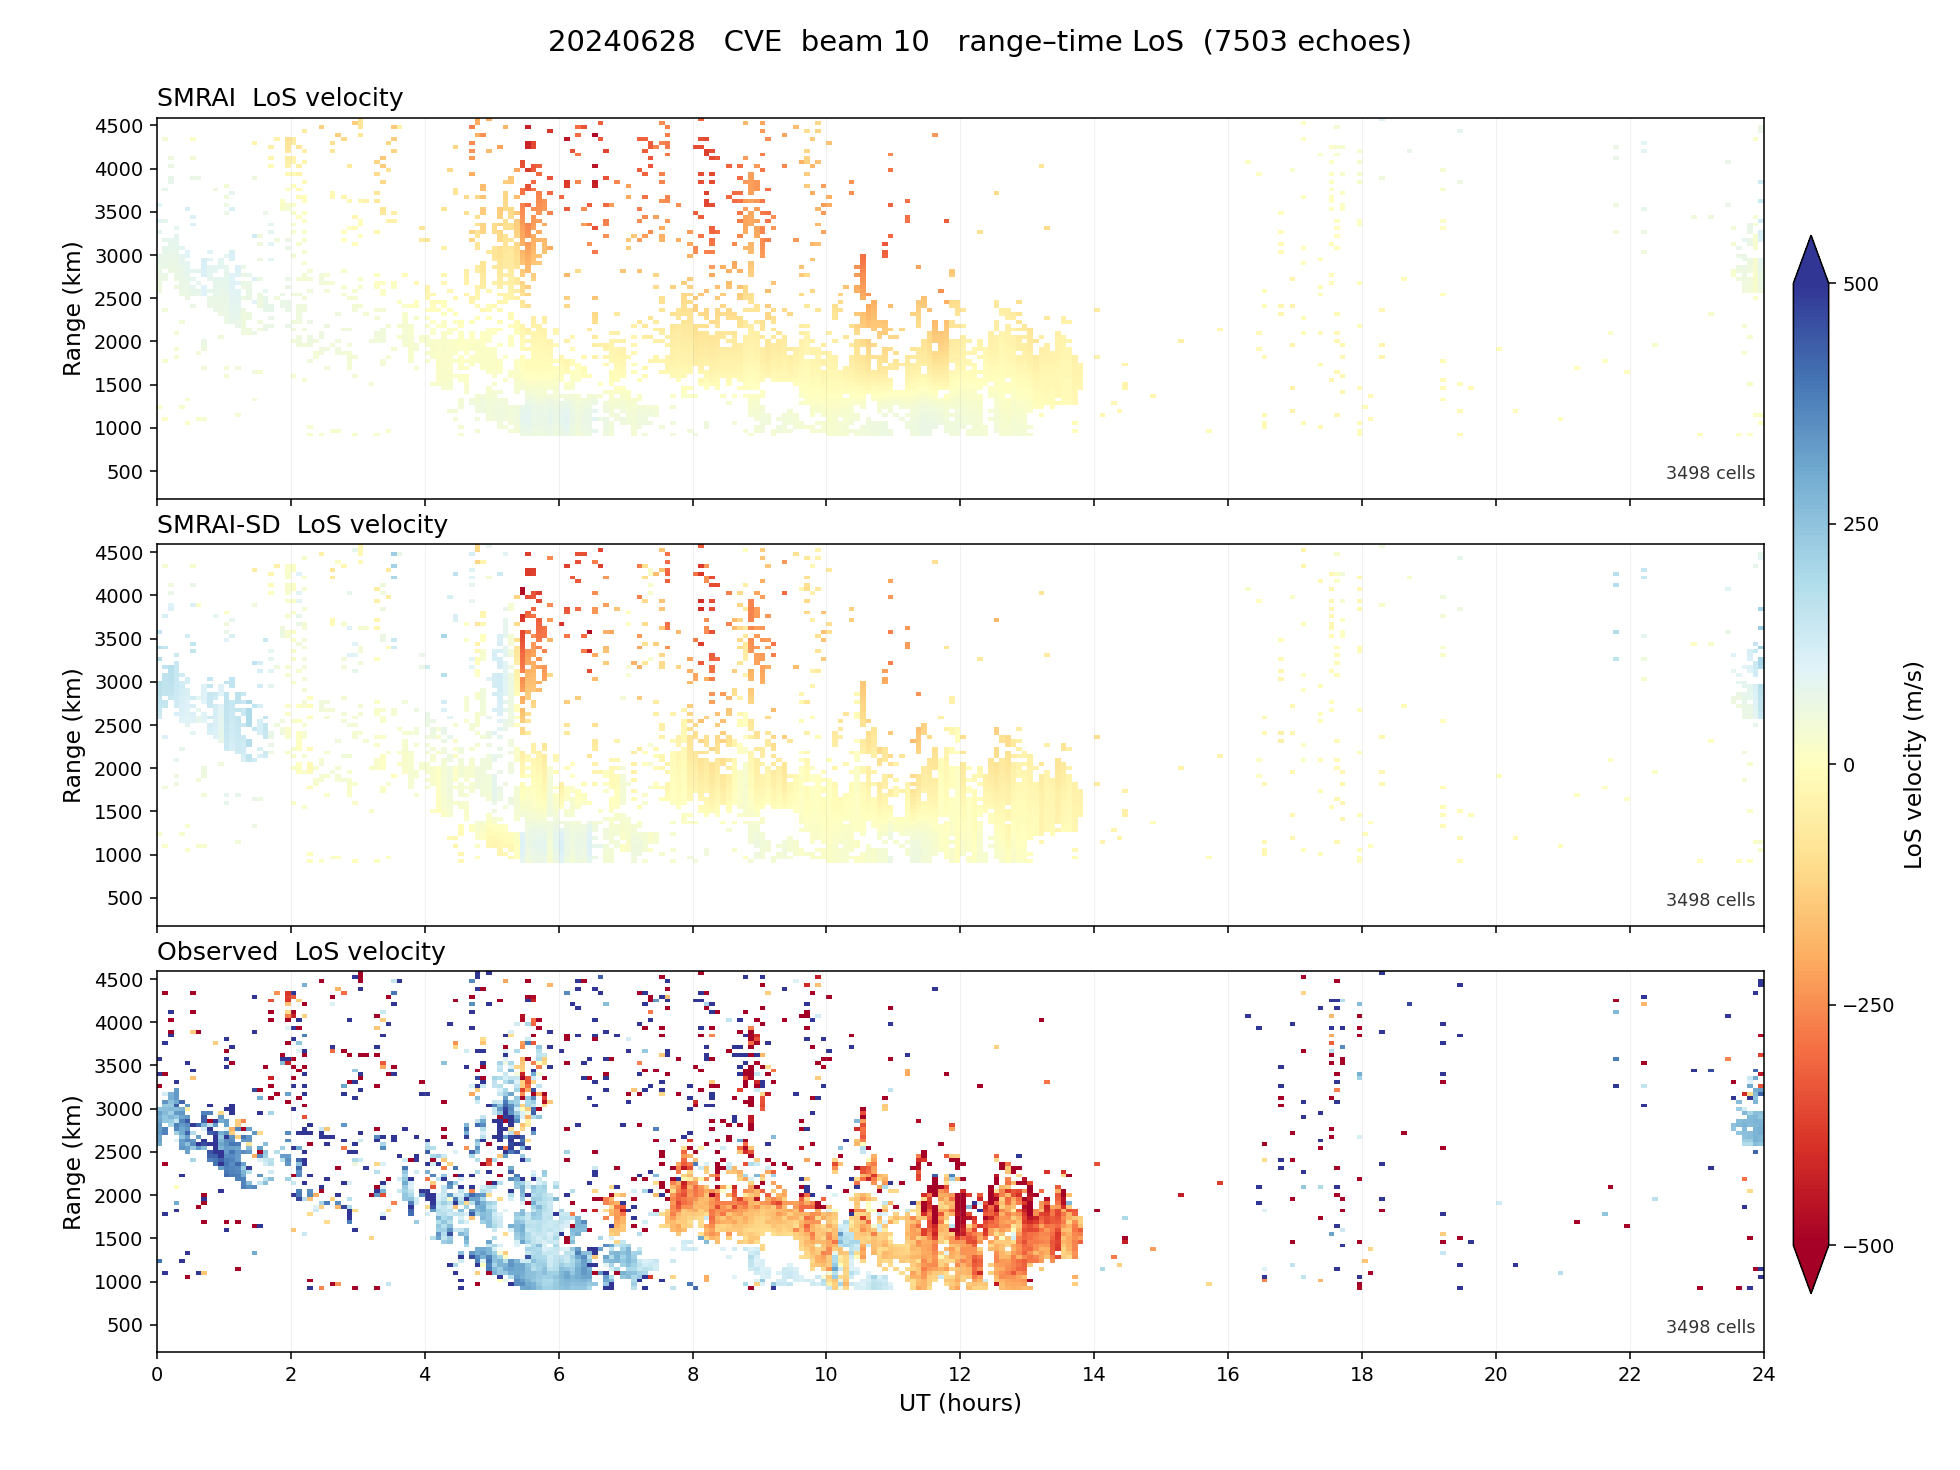 20240628   CVE  beam 10   range–time LoS  (7503 echoes)
SMRAI  LoS velocity
4500
4000
3500
3000
2500
2000
1500
1000
500
Range (km)
3498 cells
SMRAI-SD  LoS velocity
4500
4000
3500
3000
2500
2000
1500
1000
500
Range (km)
3498 cells
Observed  LoS velocity
4500
4000
3500
3000
2500
2000
1500
1000
500
Range (km)
3498 cells
0 2 4 6 8 10 12 14 16 18 20 22 24
UT (hours)
500
250
0
−250
−500
LoS velocity (m/s)